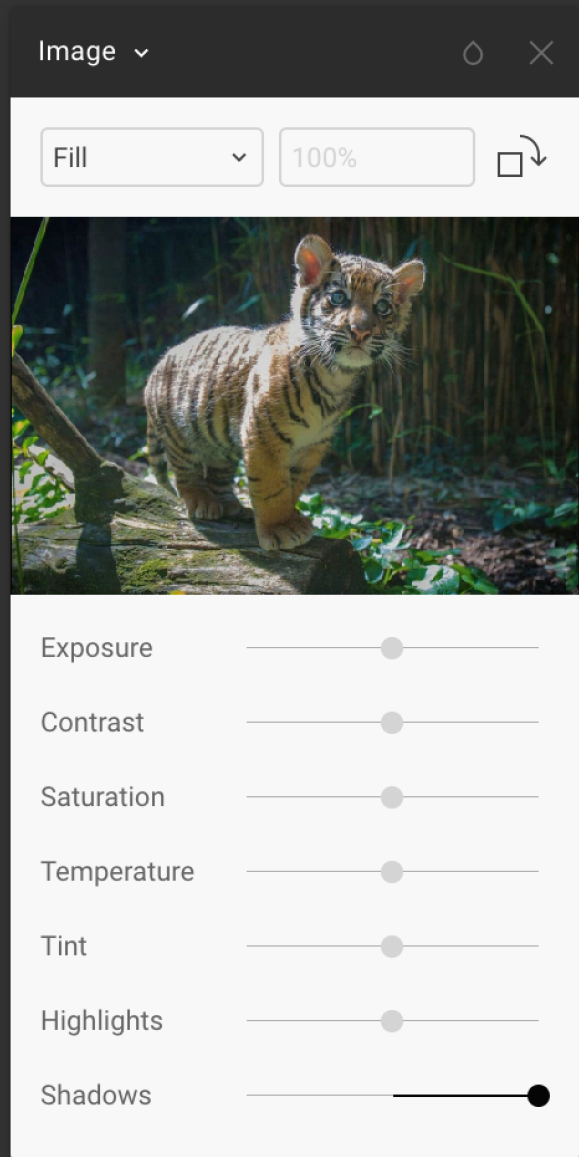 Image
Fill 100%
Exposure
Contrast
Saturation
Temperature
Tint
Highlights
Shadows